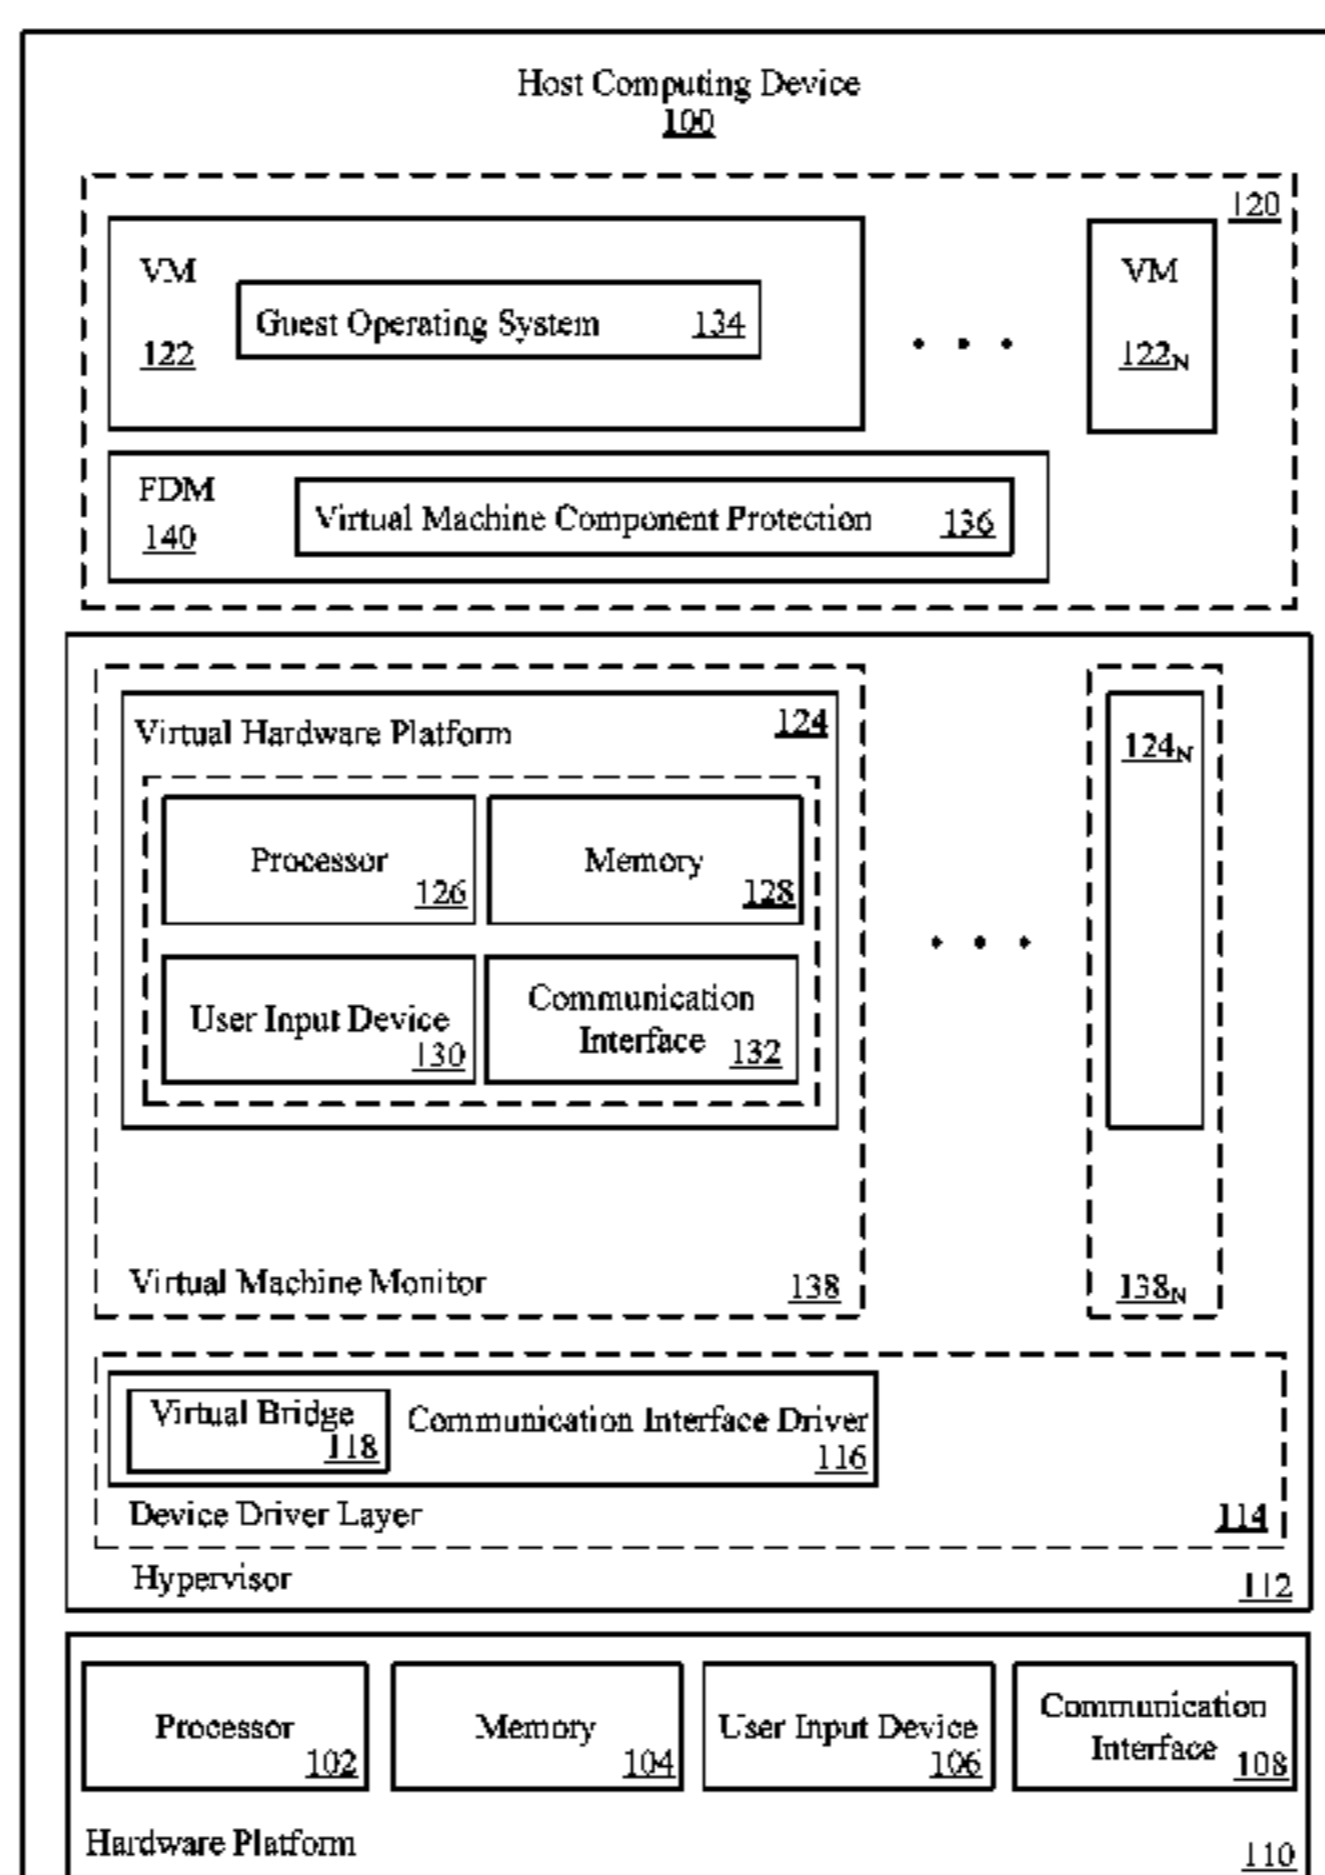 Host Computing Device
100
120
VM
Guest Operating System 134
122
VM
122N
FDM
Virtual Machine Component Protection 136
140
Virtual Hardware Platform 124
Processor
126
Memory
128
User Input Device
130
Communication
Interface 132
124N
Virtual Machine Monitor 138
138N
Virtual Bridge
118
Communication Interface Driver
116
Device Driver Layer 114
Hypervisor 112
Processor
102
Memory
104
User Input Device
106
Communication
Interface 108
Hardware Platform 110